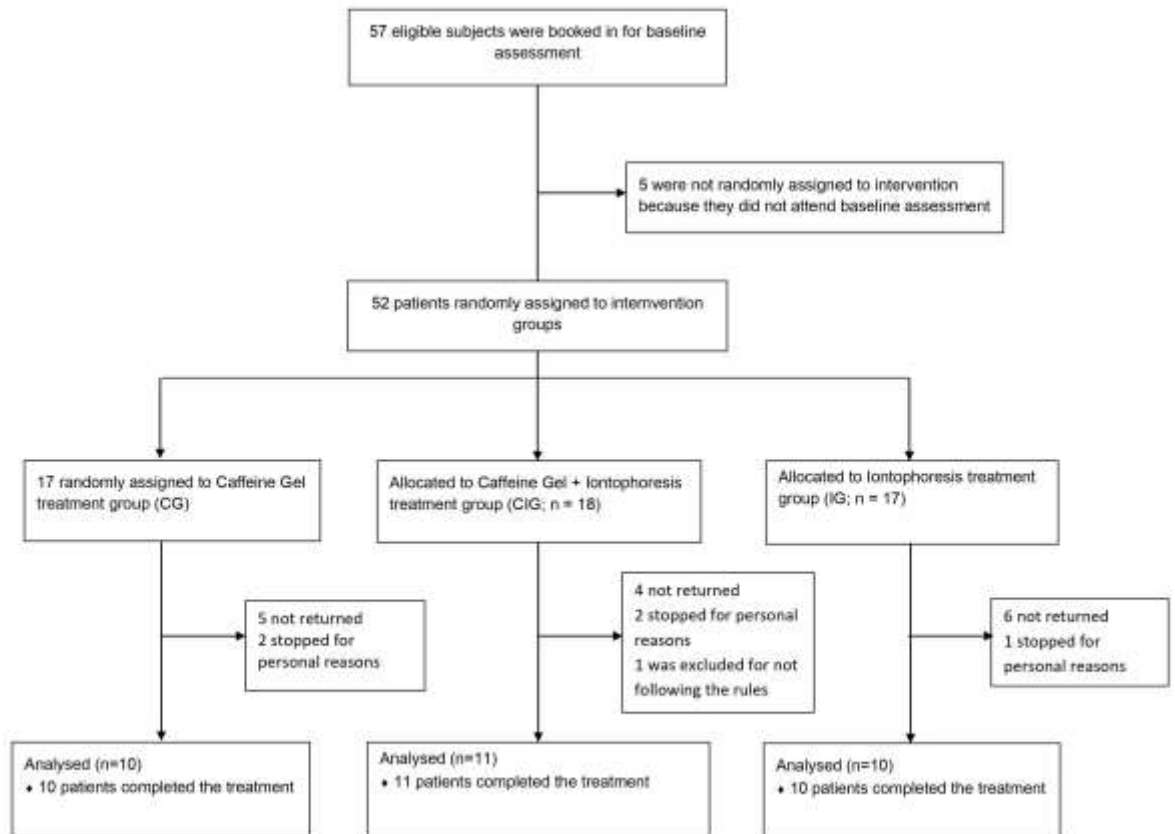 57 eligible subjects were booked in for baseline
assessment
5 were not randomly assigned to intervention
because they did not attend baseline assessment
52 patients randomly assigned to internvention
groups
17 randomly assigned to Caffeine Gel
treatment group (CG)
Allocated to Caffeine Gel + Iontophoresis
treatment group (CIG; n = 18)
Allocated to Iontophoresis treatment
group (IG; n = 17)
5 not returned
2 stopped for
personal reasons
4 not returned
2 stopped for personal
reasons
1 was excluded for not
following the rules
6 not returned
1 stopped for
personal reasons
Analysed (n=10)
♦ 10 patients completed the treatment
Analysed (n=11)
♦ 11 patients completed the treatment
Analysed (n=10)
♦ 10 patients completed the treatment